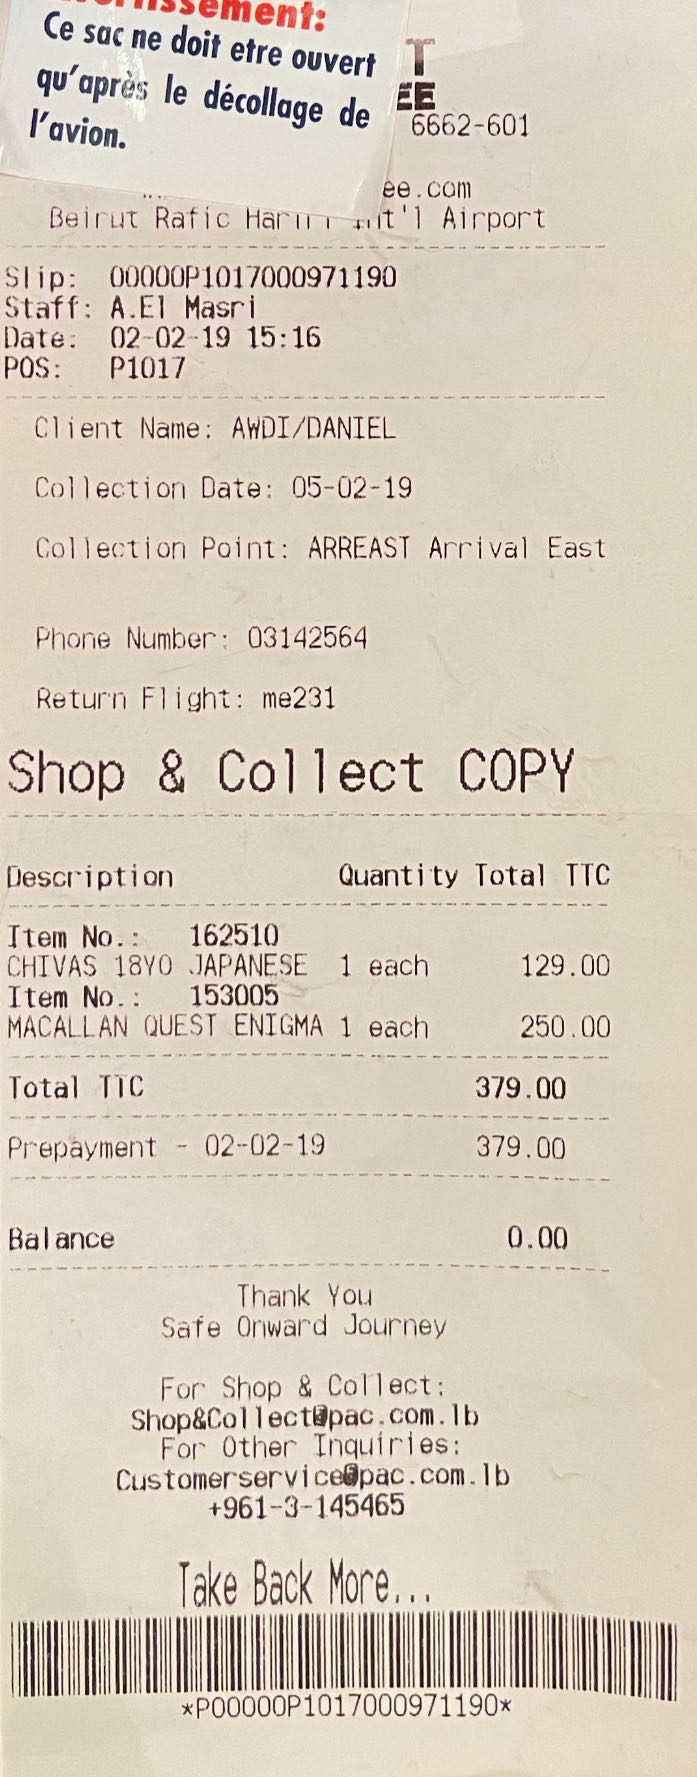 Ce sac ne doit etre ouvert
qu'après le décollage de
l'avion.
6662-601
Beirut Rafic Int'l Airport
Slip: 00000P1017000971190
Staff: A.El Masri
Date: 02-02-19 15:16
POS: P1017
Client Name: AWDI/DANIEL
Collection Date: 05-02-19
Collection Point: ARREAST Arrival East
Phone Number: 03142564
Return Flight: me231
Shop & Collect COPY
Description Quantity Total TTC
Item No.: 162510
CHIVAS 18YO JAPANESE 1 each 129.00
Item No.: 153005
MACALLAN QUEST ENIGMA 1 each 250.00
Total TTC 379.00
Prepayment - 02-02-19 379.00
Balance 0.00
Thank You
Safe Onward Journey
For Shop & Collect:
Shop&Collect@pac.com.lb
For Other Inquiries:
Customerservice@pac.com.lb
+961-3-145465
Take Back More...
*P00000P1017000971190*